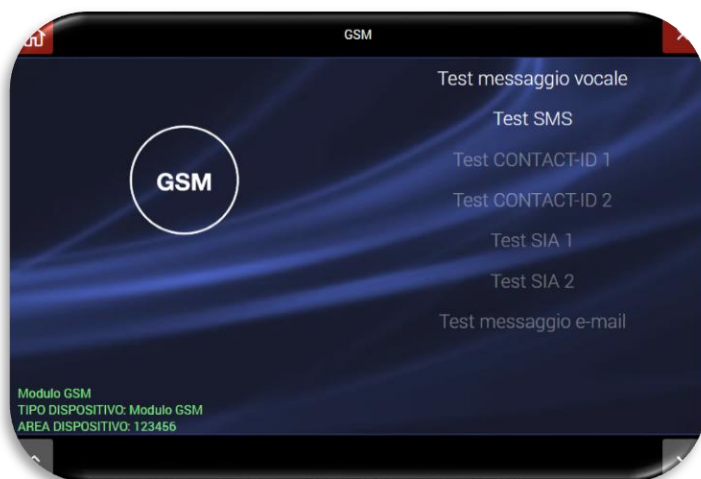 GSM
Test messaggio vocale
Test SMS
GSM
Test CONTACT-ID 1
Test CONTACT-ID 2
Test SIA 1
Test SIA 2
Test messaggio e-mail
Modulo GSM
TIPO DISPOSITIVO: Modulo GSM
AREA DISPOSITIVO: 123456